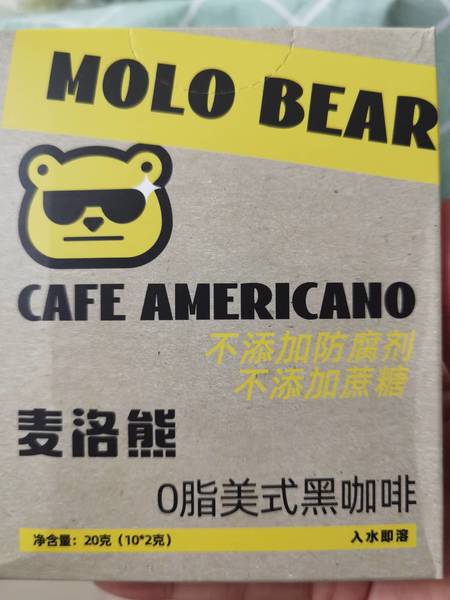 MOLO BEAR
CAFE AMERICANO
不添加防腐剂
不添加蔗糖
麦洛熊
0脂美式黑咖啡
净含量：20克（10*2克） 入水即溶